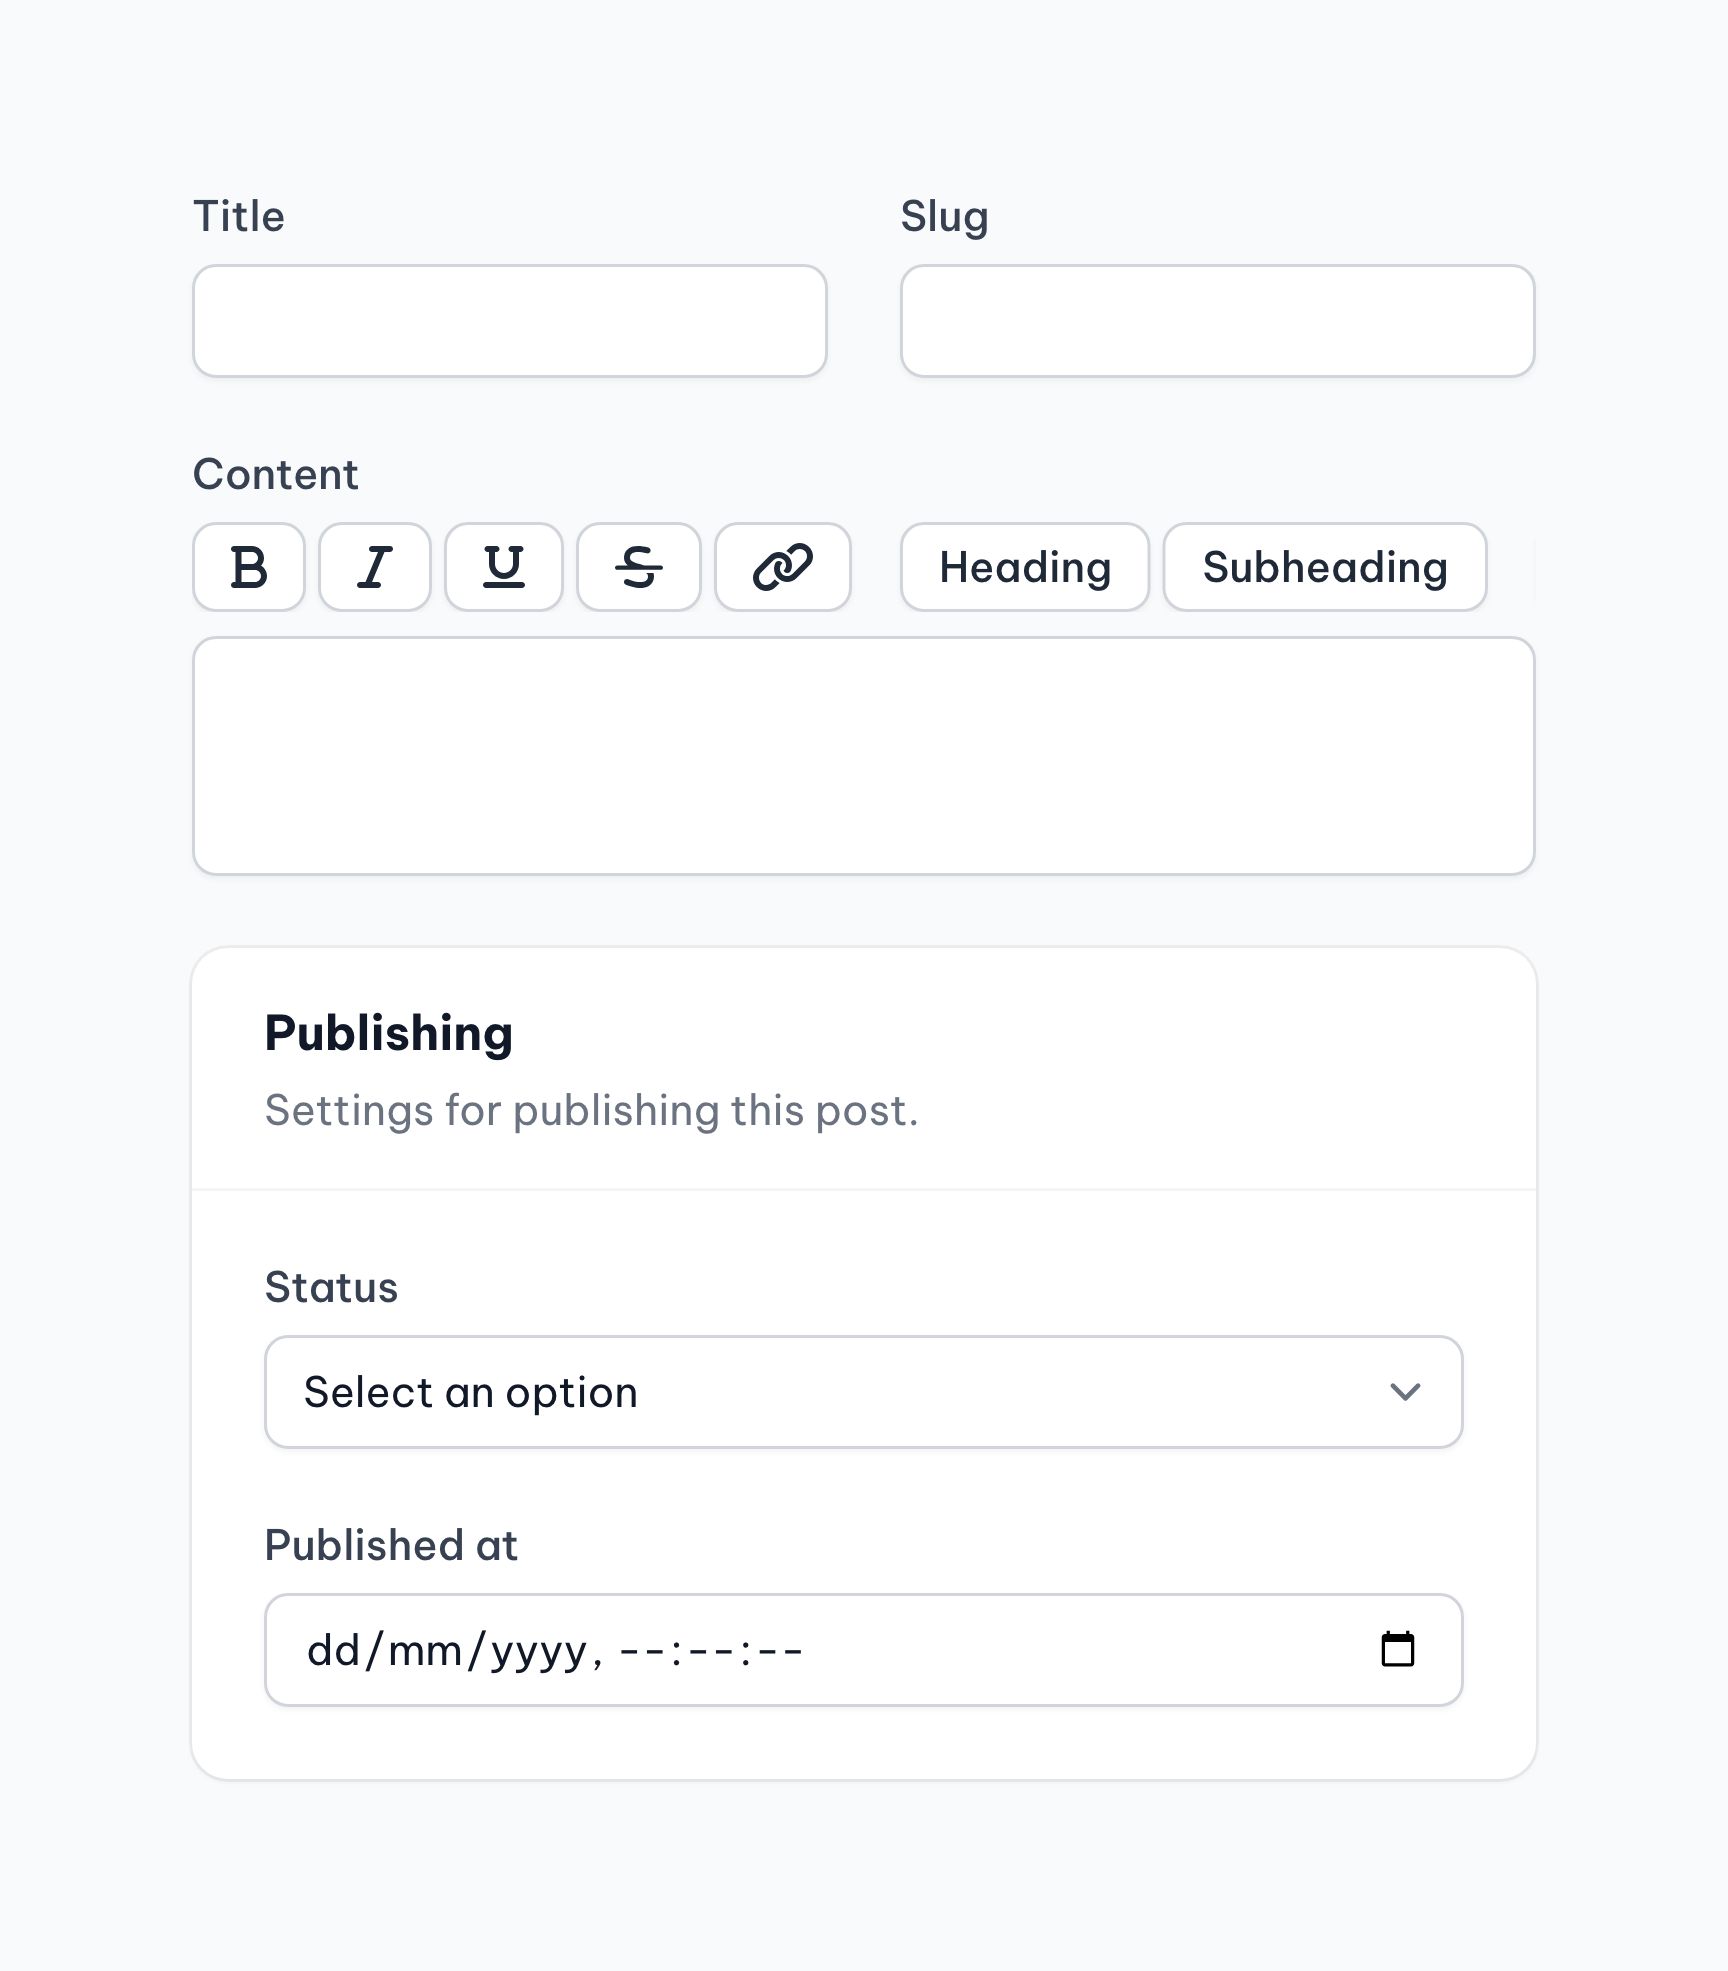 Title Slug
Content
B I U S Heading Subheading
Publishing
Settings for publishing this post.
Status
Select an option
Published at
dd/mm/yyyy, --:--:--